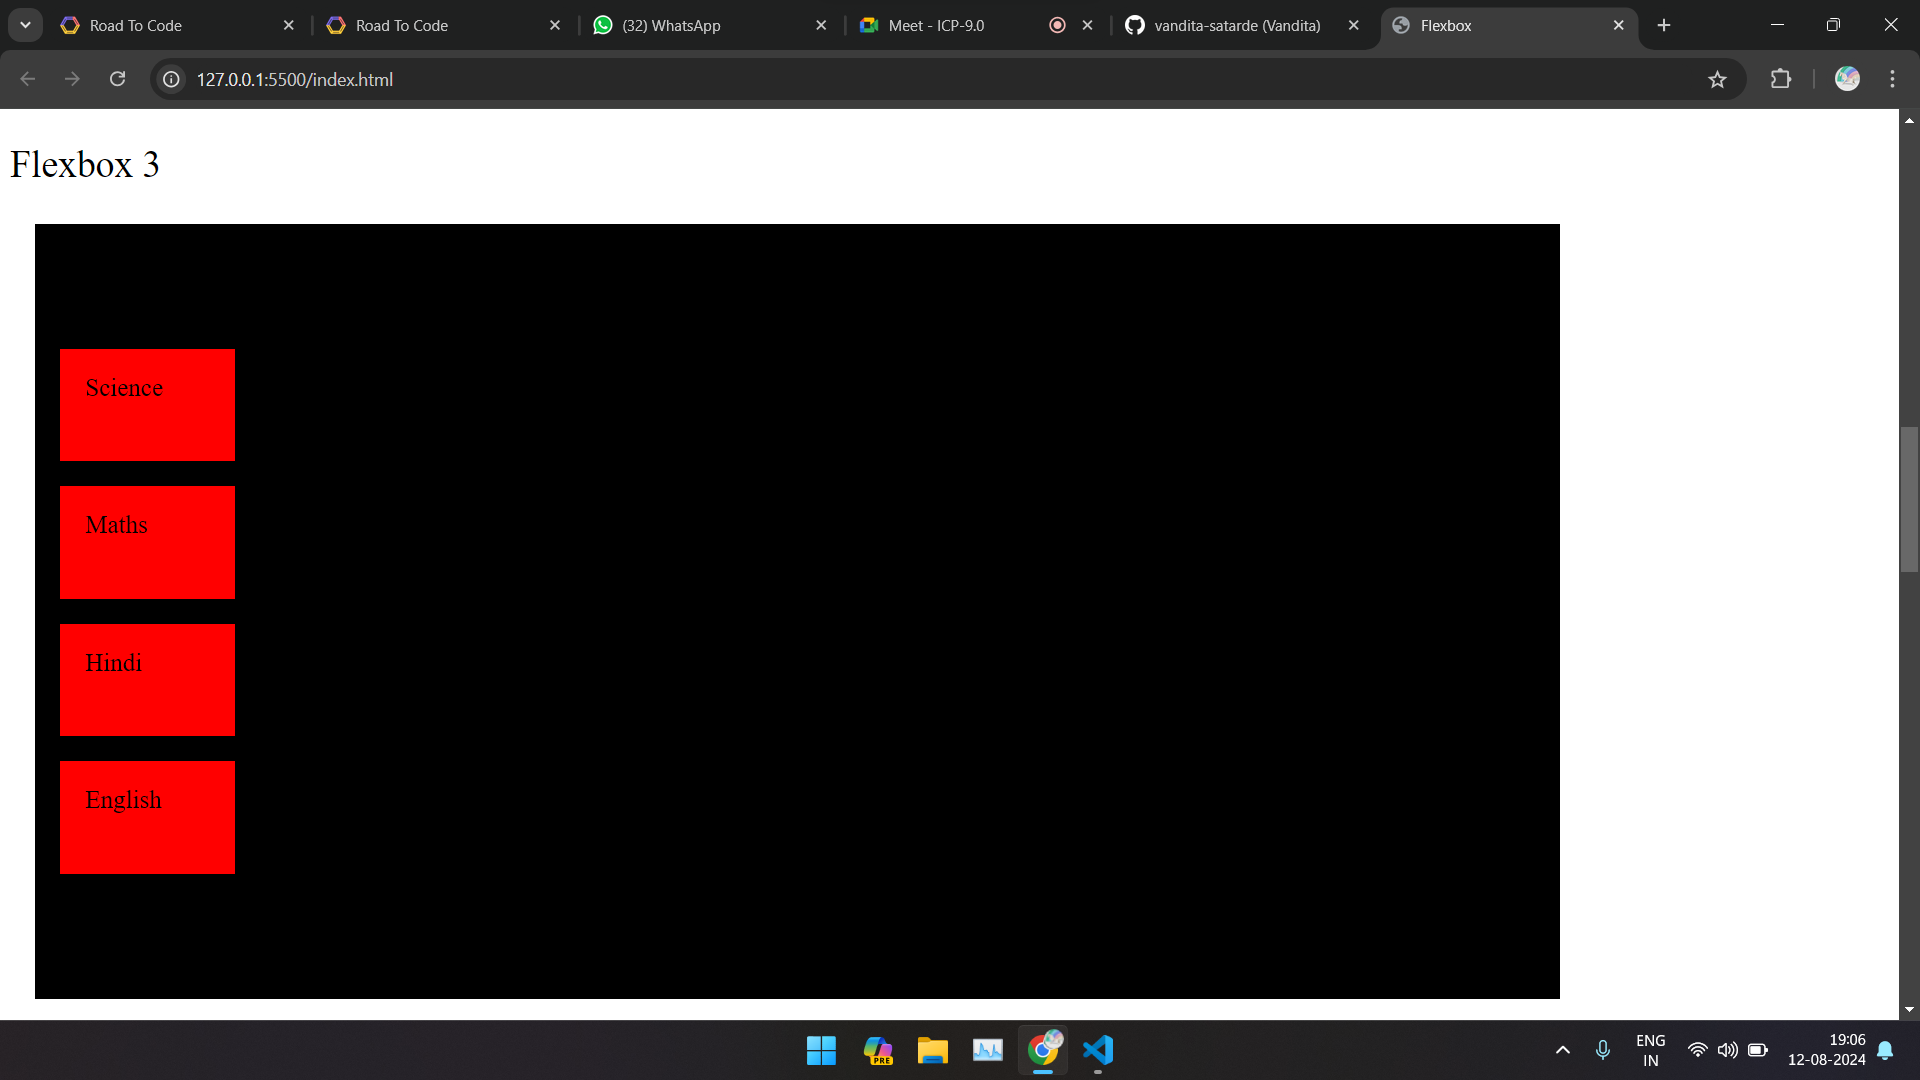 Road To Code
Road To Code
(32) WhatsApp
Meet - ICP-9.0
vandita-satarde (Vandita)
Flexbox
127.0.0.1:5500/index.html
Flexbox 3
Science
Maths
Hindi
English
PRE
ENG
IN
19:06
12-08-2024